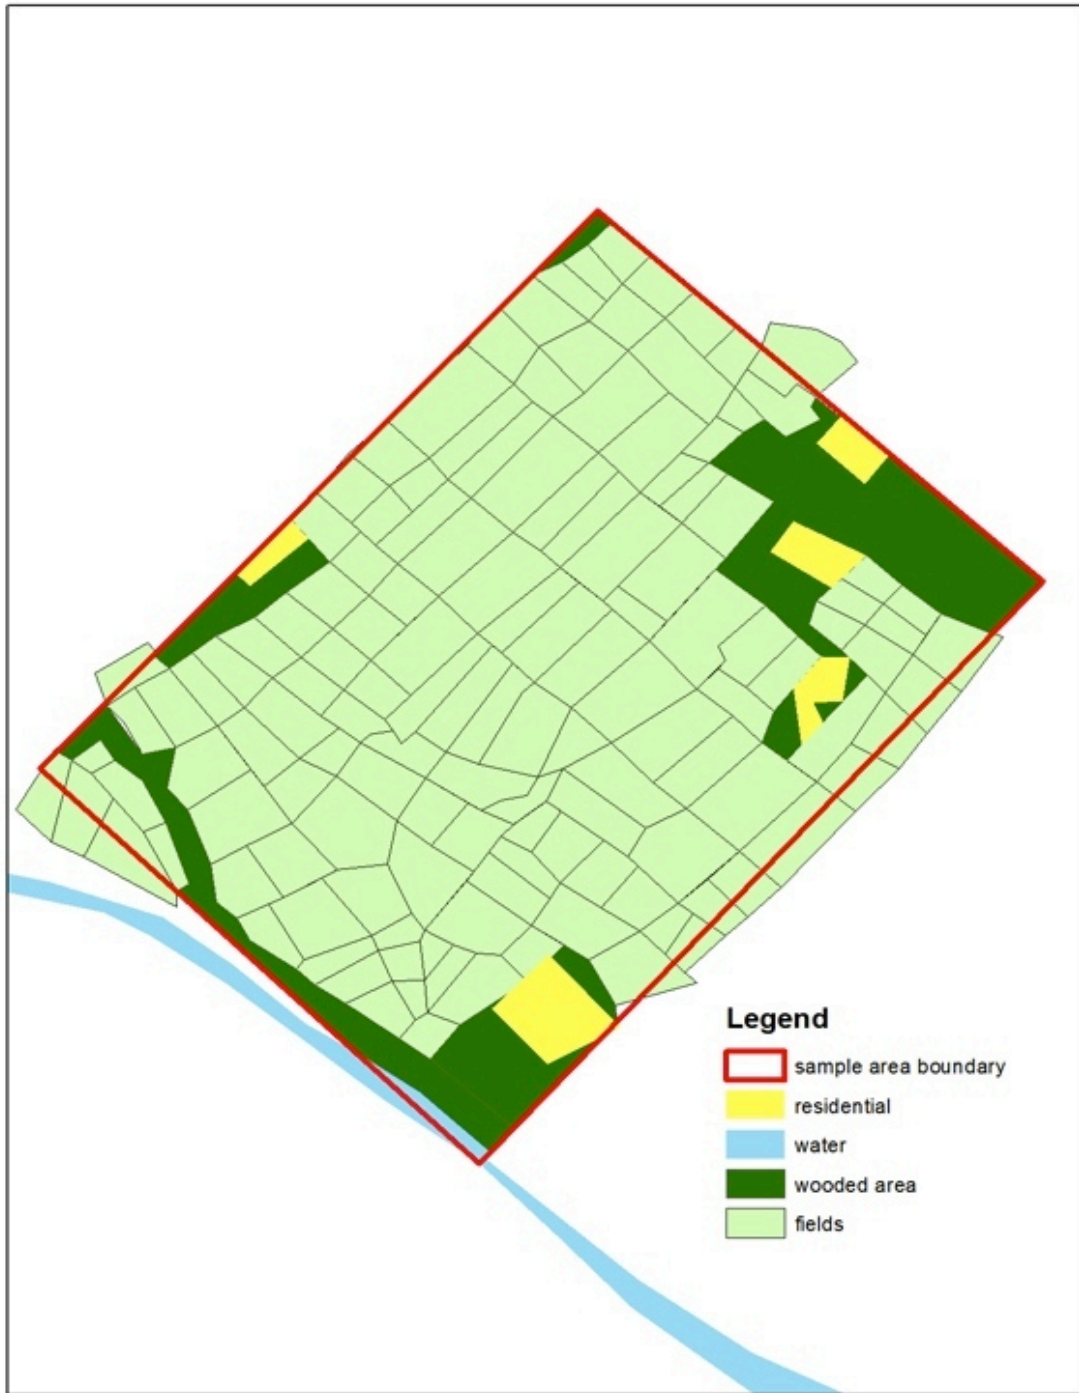 Legend
sample area boundary
residential
water
wooded area
fields